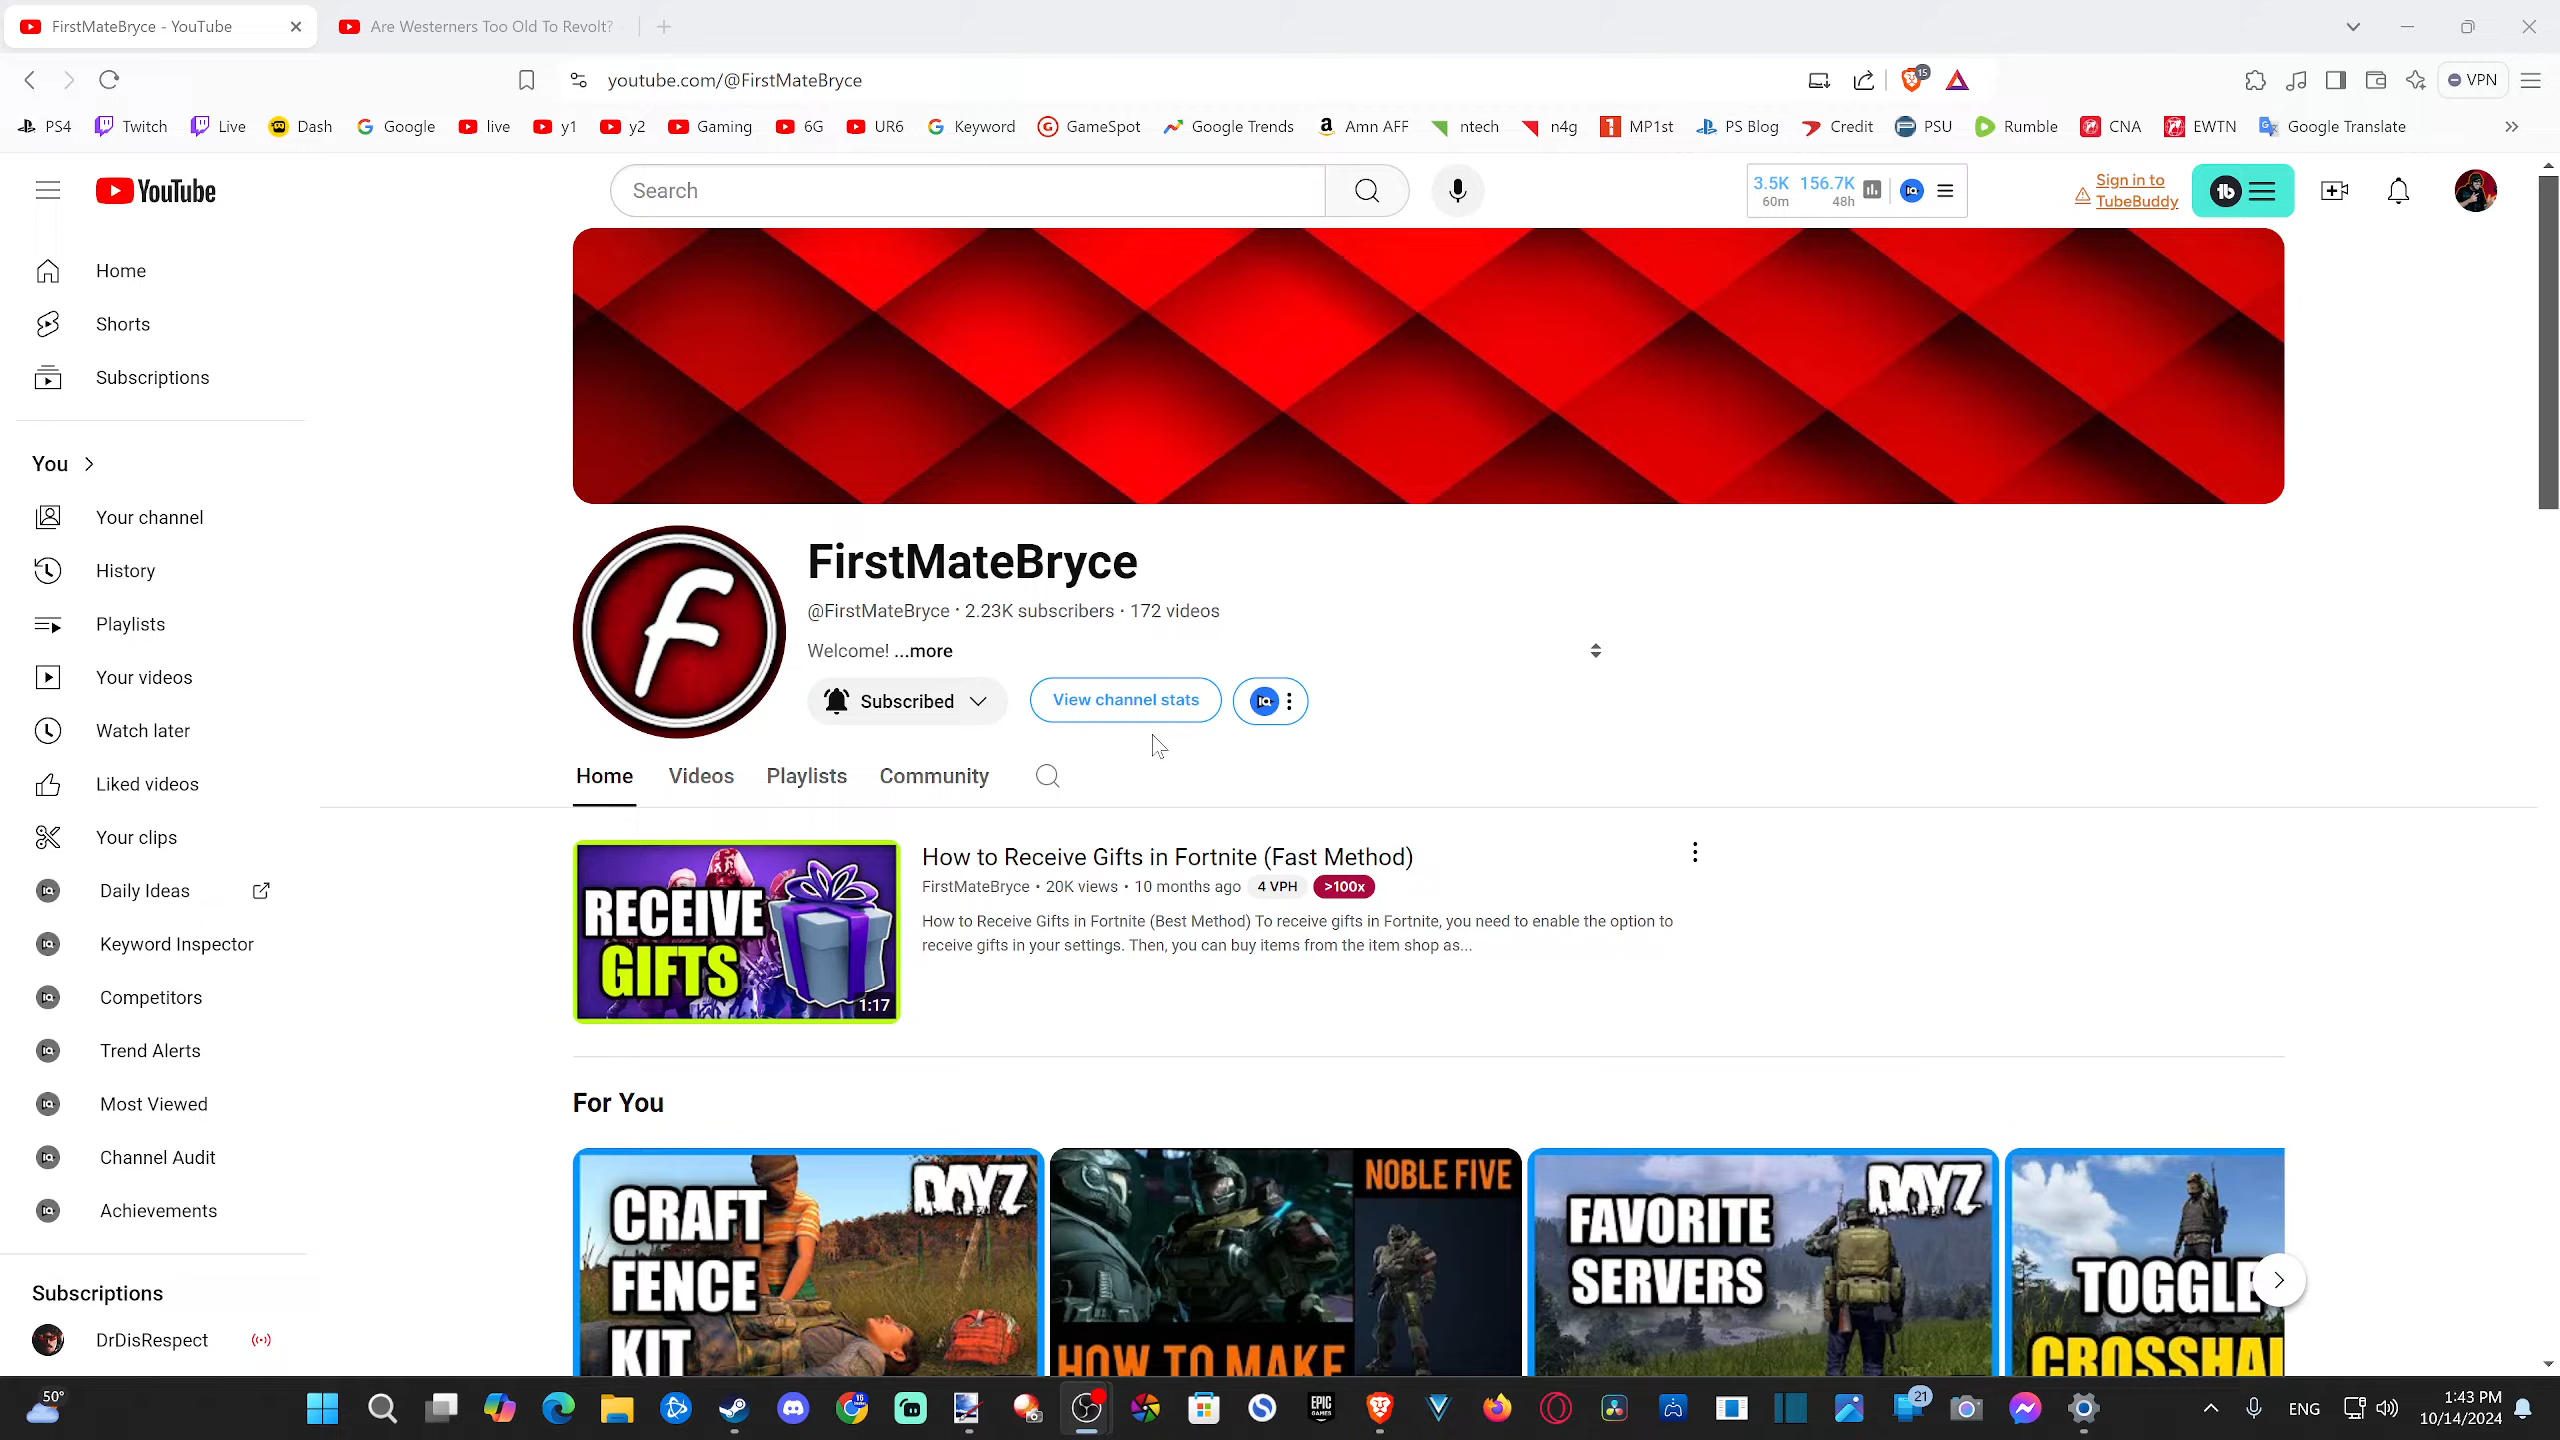 FirstMateBryce - YouTube
Are Westerners Too Old To Revolt?
youtube.com/@FirstMateBryce
15
VPN
PS4 Twitch Live Dash Google live y1 y2 Gaming 6G UR6 Keyword GameSpot Google Trends Amn AFF ntech n4g MP1st PS Blog Credit PSU Rumble CNA EWTN Google Translate
YouTube
Search
3.5K 156.7K
60m 48h
Sign in to
TubeBuddy
Home
Shorts
Subscriptions
You
Your channel
History
Playlists
Your videos
Watch later
Liked videos
Your clips
Daily Ideas
Keyword Inspector
Competitors
Trend Alerts
Most Viewed
Channel Audit
Achievements
Subscriptions
DrDisRespect
FirstMateBryce
@FirstMateBryce · 2.23K subscribers · 172 videos
Welcome! ...more
Subscribed
View channel stats
Home Videos Playlists Community
RECEIVE
GIFTS
1:17
How to Receive Gifts in Fortnite (Fast Method)
FirstMateBryce · 20K views · 10 months ago 4 VPH >100x
How to Receive Gifts in Fortnite (Best Method) To receive gifts in Fortnite, you need to enable the option to
receive gifts in your settings. Then, you can buy items from the item shop as...
For You
CRAFT
FENCE
KIT
DAYZ
NOBLE FIVE
HOW TO MAKE
FAVORITE
SERVERS
DAYZ
TOGGLE
CROSSHAI
50°
EPIC
GAMES
21
ENG
1:43 PM
10/14/2024